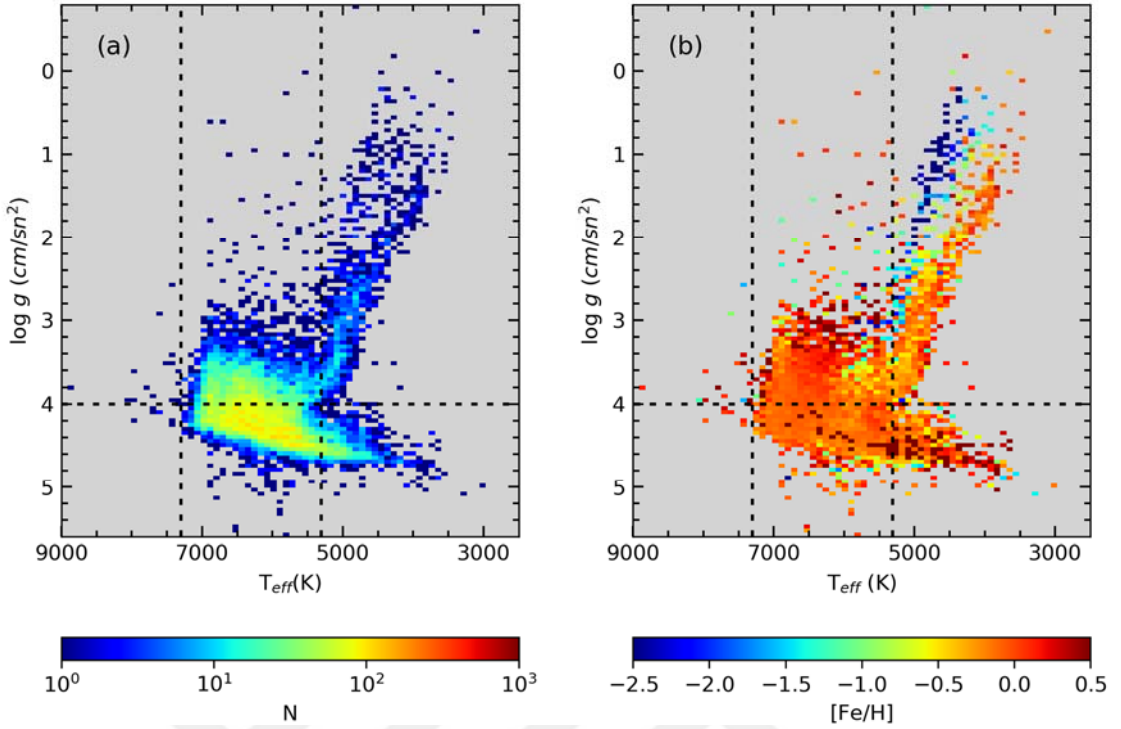 (a)
(b)
0
1
2
3
4
5
log g (cm/sn²)
0
1
2
3
4
5
log g (cm/sn²)
9000 7000 5000 3000
9000 7000 5000 3000
T_eff(K)
T_eff (K)
10⁰ 10¹ 10² 10³
−2.5 −2.0 −1.5 −1.0 −0.5 0.0 0.5
N
[Fe/H]